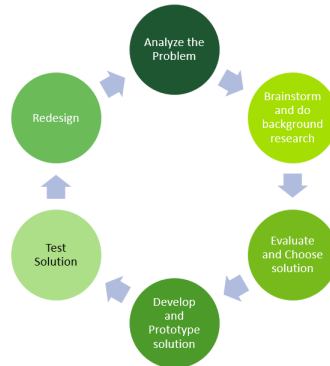 Analyze the
Problem
Brainstorm
and do
background
research
Evaluate
and Choose
solution
Develop
and
Prototype
solution
Test
Solution
Redesign